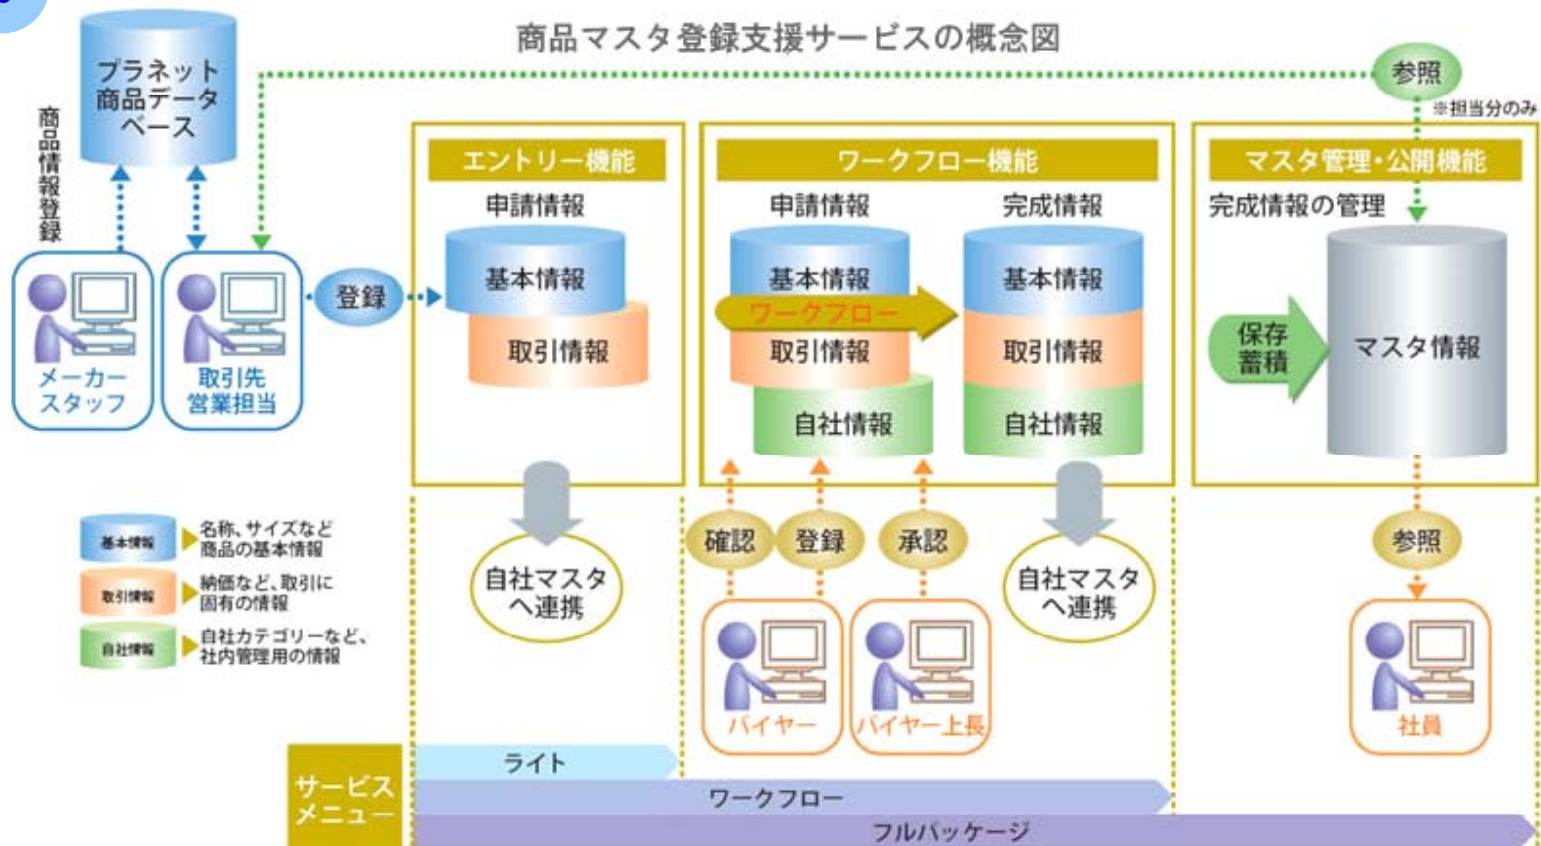 商品マスタ登録支援サービスの概念図
プラネット
商品データ
ベース
商品情報登録
参照
※担当分のみ
エントリー機能
ワークフロー機能
マスタ管理・公開機能
申請情報
申請情報
完成情報
完成情報の管理
基本情報
取引情報
基本情報
ワークフロー
取引情報
自社情報
基本情報
取引情報
自社情報
保存
蓄積
マスタ情報
登録
メーカー
スタッフ
取引先
営業担当
基本情報
名称、サイズなど
商品の基本情報
取引情報
納価など、取引に
固有の情報
自社情報
自社カテゴリーなど、
社内管理用の情報
自社マスタ
へ連携
確認
登録
承認
自社マスタ
へ連携
参照
バイヤー
バイヤー上長
社員
サービス
メニュー
ライト
ワークフロー
フルパッケージ